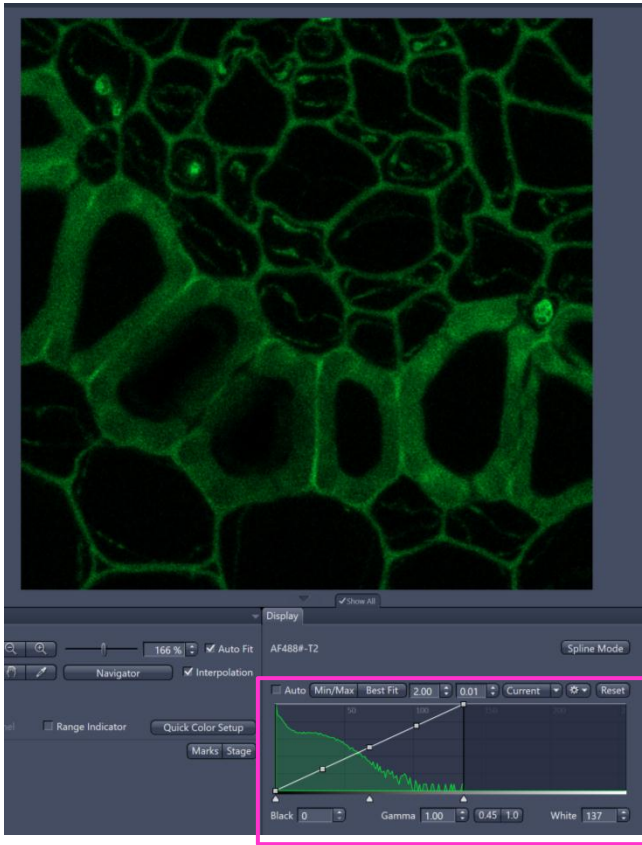 Show All
Display
166 %
Auto Fit
AF488#-T2
Spline Mode
Navigator
Interpolation
Auto Min/Max Best Fit 2.00 0.01 Current Reset
50 100 150 200
Range Indicator
Quick Color Setup
Marks Stage
Black 0 Gamma 1.00 0.45 1.0 White 137